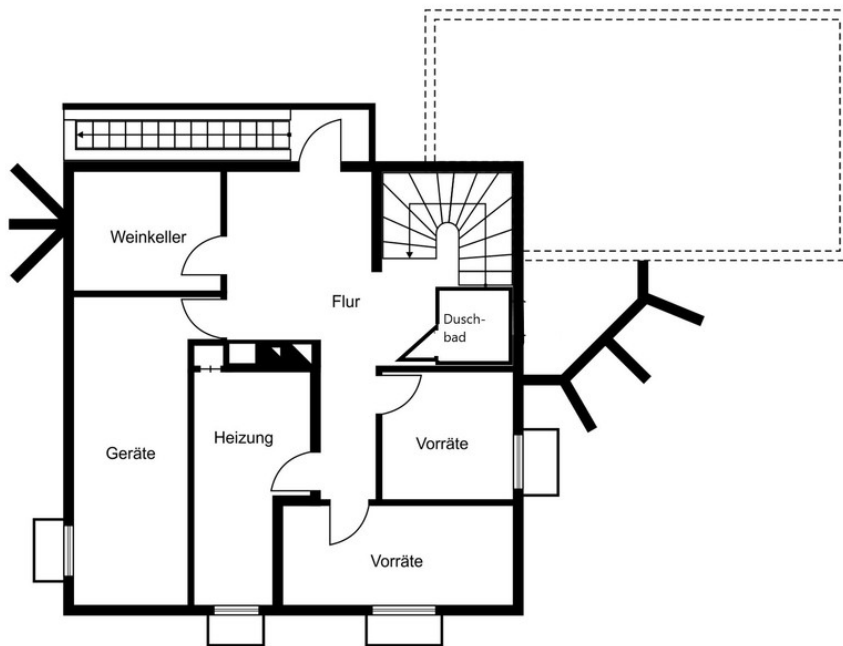 Weinkeller
Flur
Dusch-
bad
Geräte
Heizung
Vorräte
Vorräte